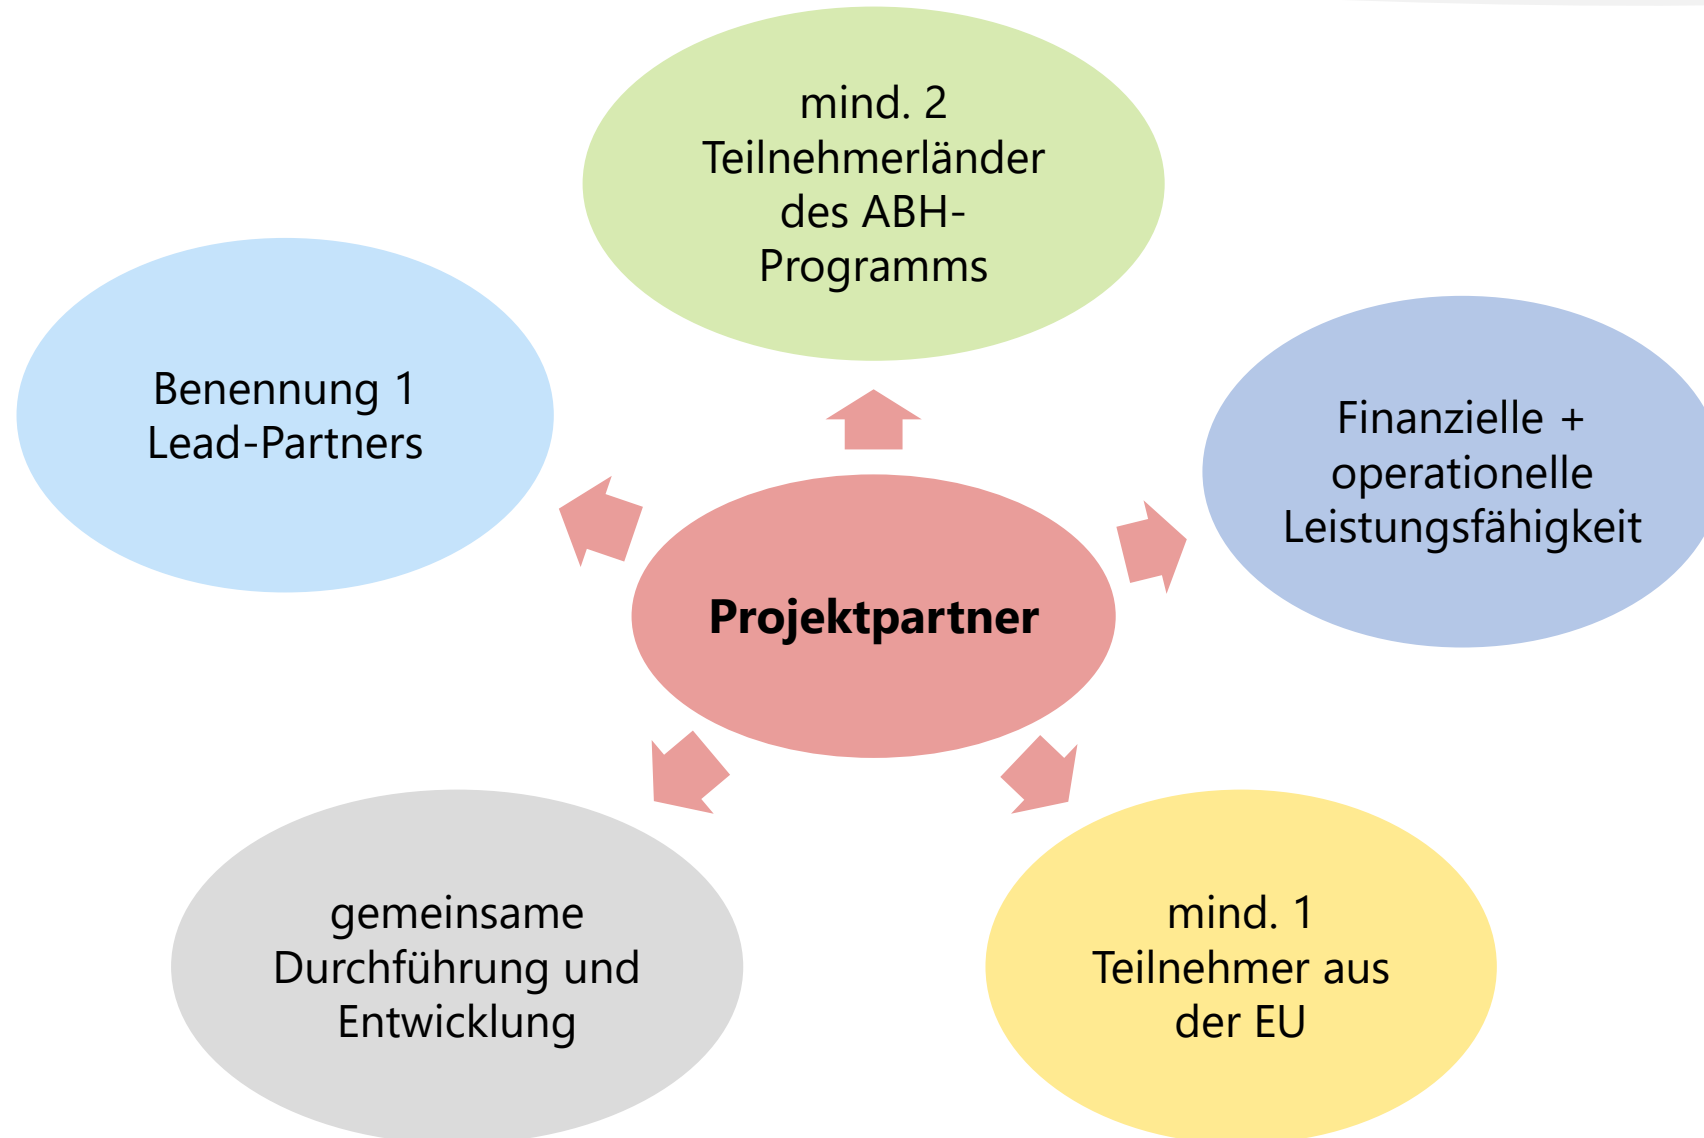 mind. 2
Teilnehmerländer
des ABH-
Programms
Benennung 1
Lead-Partners
Finanzielle +
operationelle
Leistungsfähigkeit
Projektpartner
gemeinsame
Durchführung und
Entwicklung
mind. 1
Teilnehmer aus
der EU